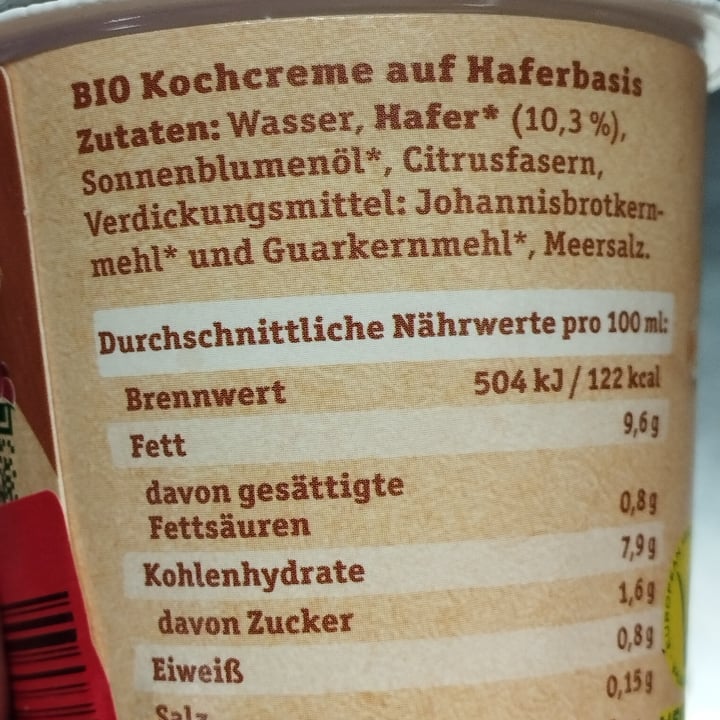 BIO Kochcreme auf Haferbasis
Zutaten: Wasser, Hafer* (10,3 %),
Sonnenblumenöl*, Citrusfasern,
Verdickungsmittel: Johannisbrotkern-
mehl* und Guarkernmehl*, Meersalz.
Durchschnittliche Nährwerte pro 100 ml:
Brennwert 504 kJ / 122 kcal
Fett 9,6 g
davon gesättigte
Fettsäuren 0,8 g
Kohlenhydrate 7,9 g
davon Zucker 1,6 g
Eiweiß 0,8 g
Salz 0,15 g